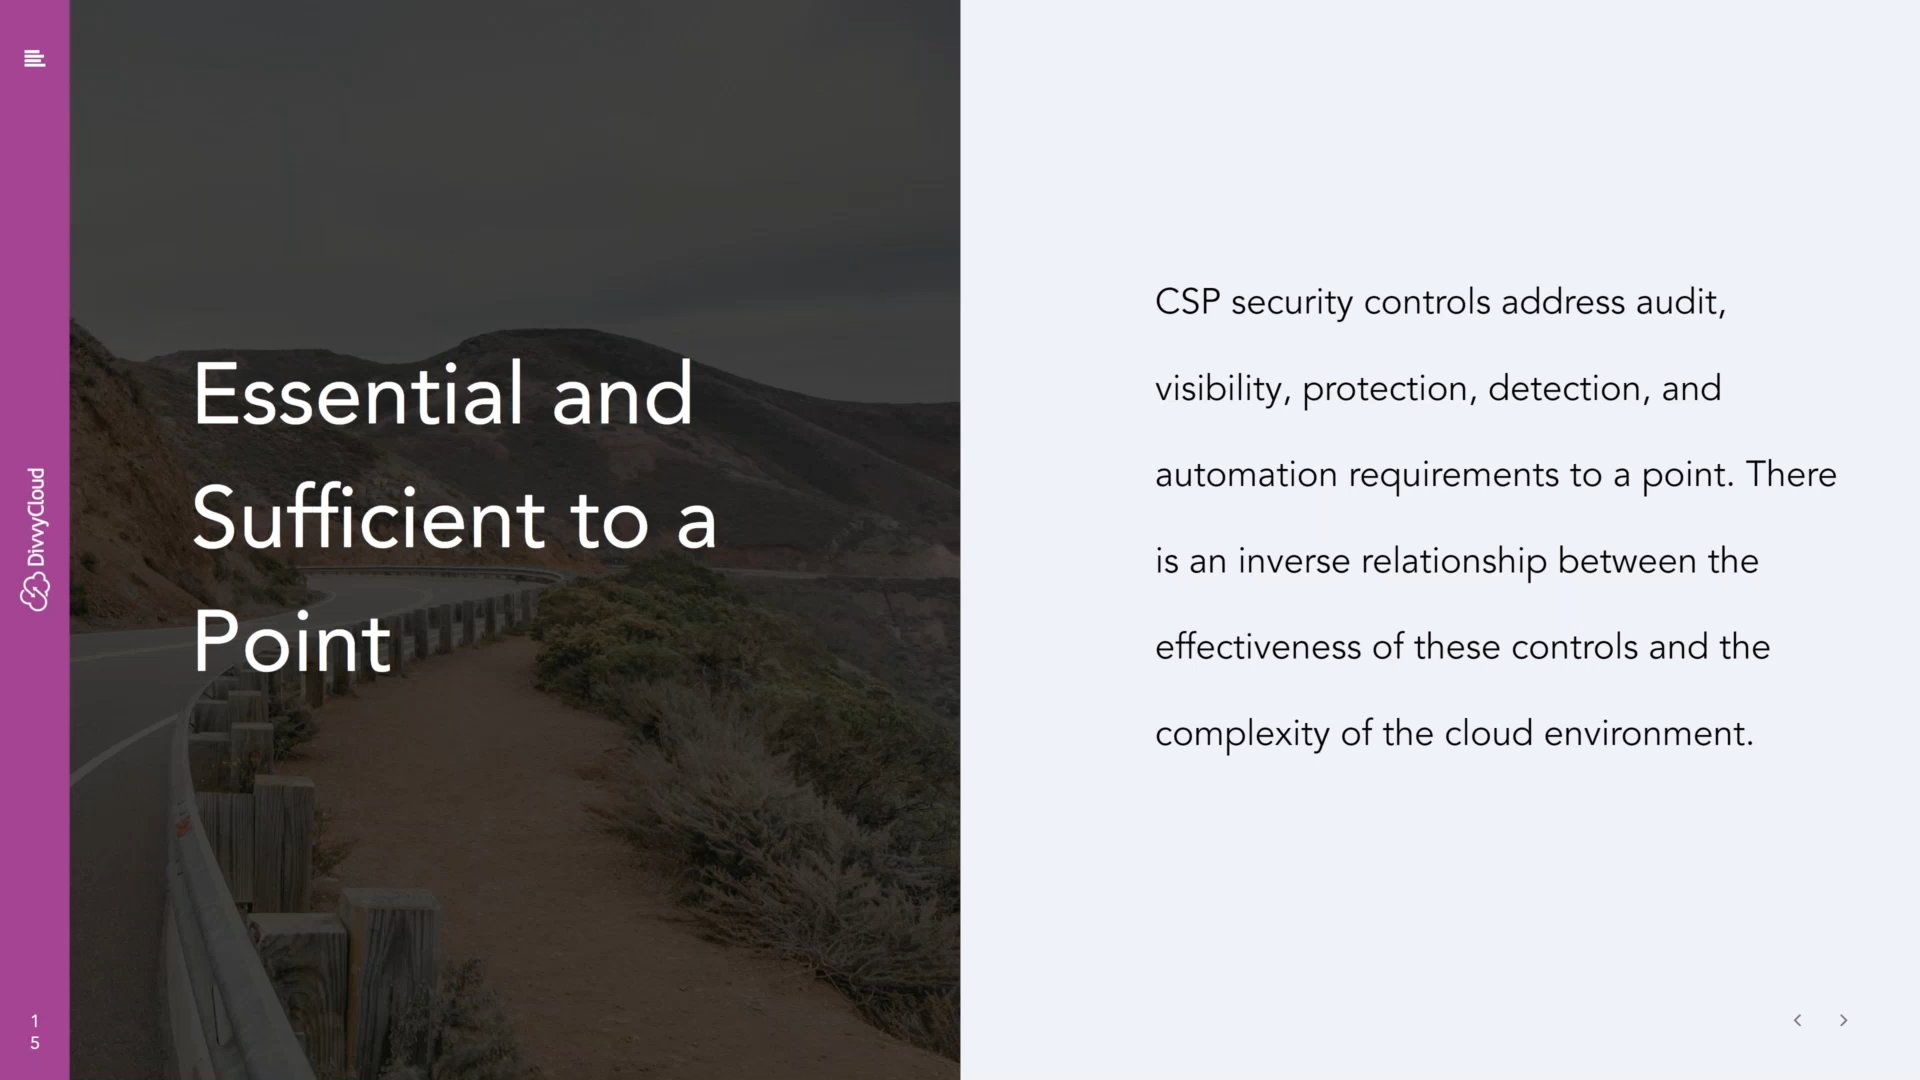 Essential and
Sufficient to a
Point
CSP security controls address audit,
visibility, protection, detection, and
automation requirements to a point. There
is an inverse relationship between the
effectiveness of these controls and the
complexity of the cloud environment.
DivvyCloud
1
5